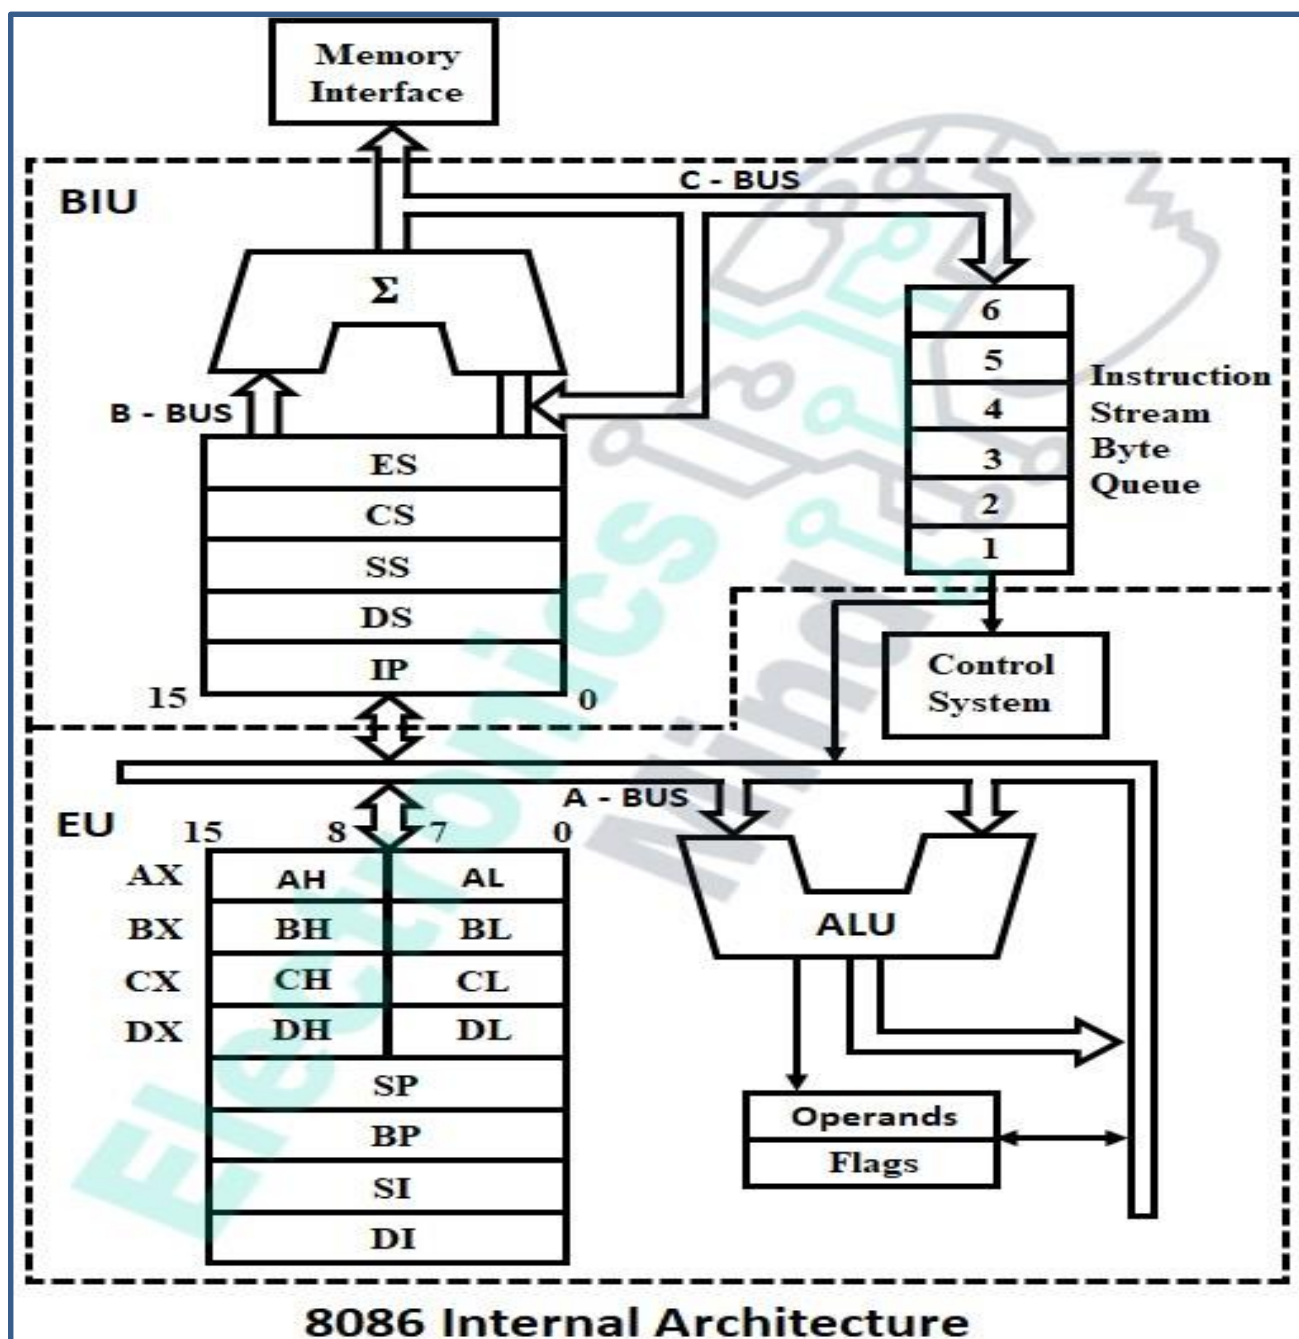 Memory
Interface
C - BUS
BIU
Σ
6
5
4
3
2
1
Instruction
Stream
Byte
Queue
B - BUS
ES
CS
SS
DS
IP
15
0
Control
System
A - BUS
EU
15
8
7
0
AX
AH
AL
BX
BH
BL
CX
CH
CL
DX
DH
DL
SP
BP
SI
DI
ALU
Operands
Flags
Electronics
Mind
8086 Internal Architecture